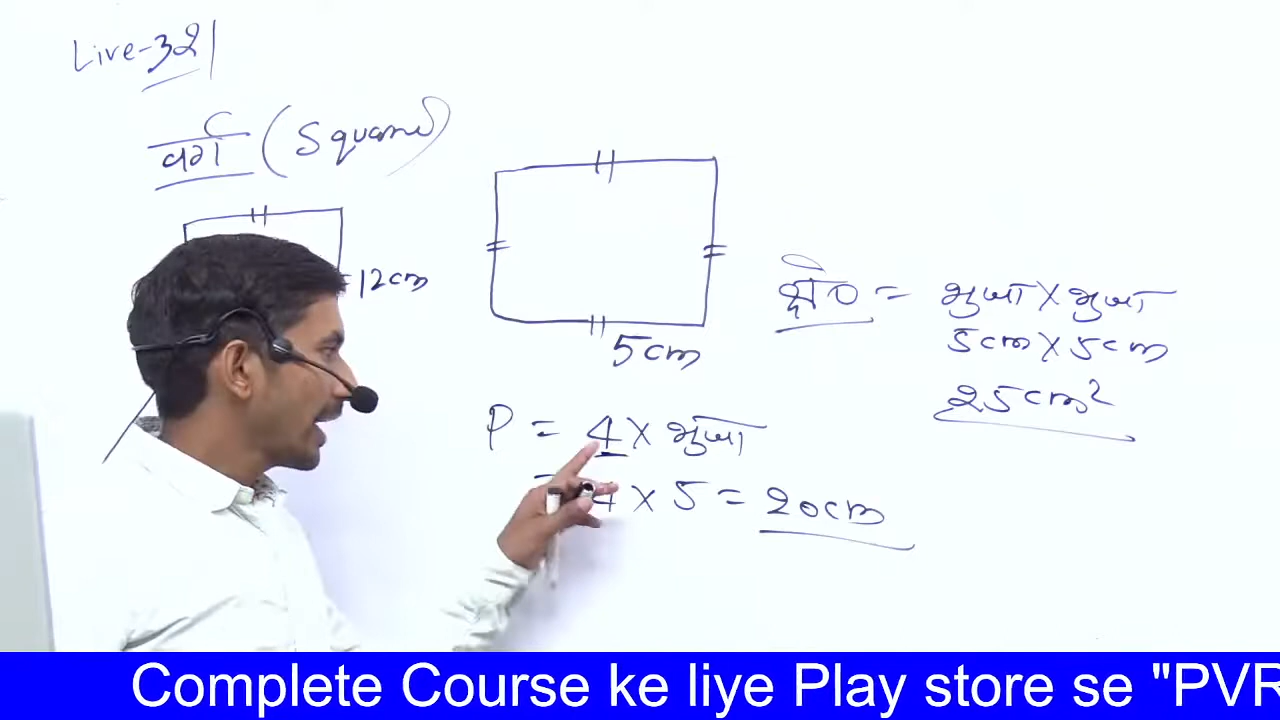 Live-321
वर्ग (Square)
12cm
5cm
क्षे० = भुजा X भुजा
5cm X 5cm
25cm²
P = 4 X भुजा
= 4 X 5 = 20cm
Complete Course ke liye Play store se "PVR